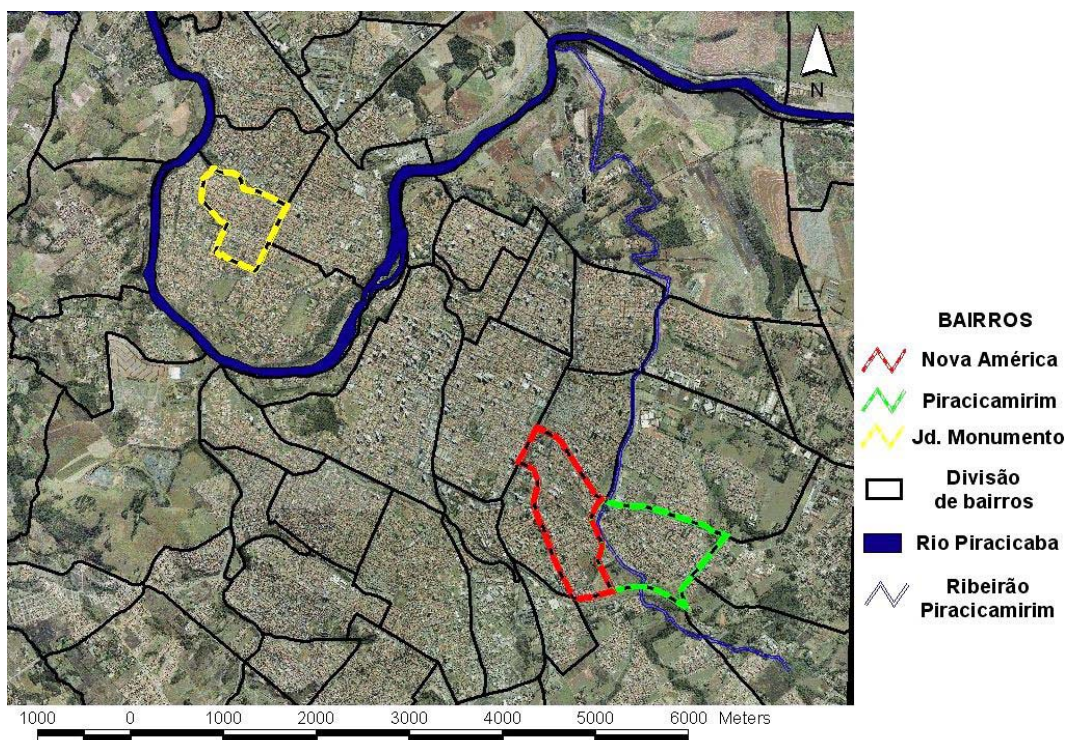 N
BAIRROS
Nova América
Piracicamirim
Jd. Monumento
Divisão
de bairros
Rio Piracicaba
Ribeirão
Piracicamirim
1000 0 1000 2000 3000 4000 5000 6000 Meters